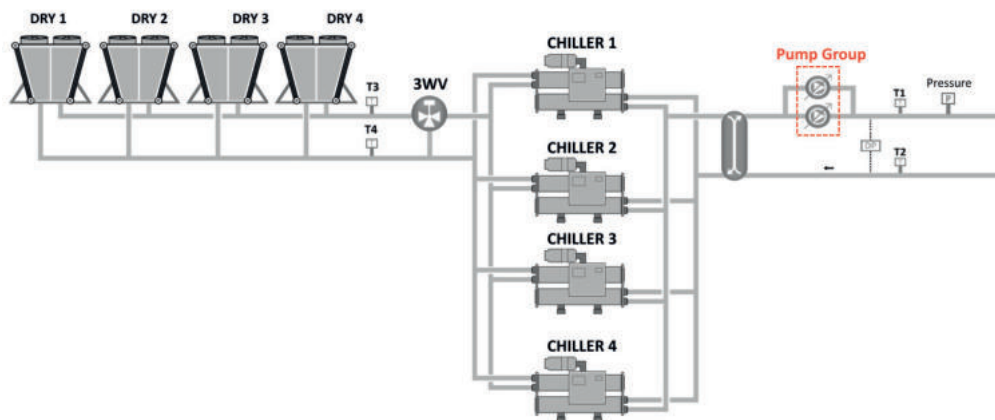 DRY 1
DRY 2
DRY 3
DRY 4
T3
T4
3WV
CHILLER 1
CHILLER 2
CHILLER 3
CHILLER 4
Pump Group
T1
Pressure
P
DP
T2